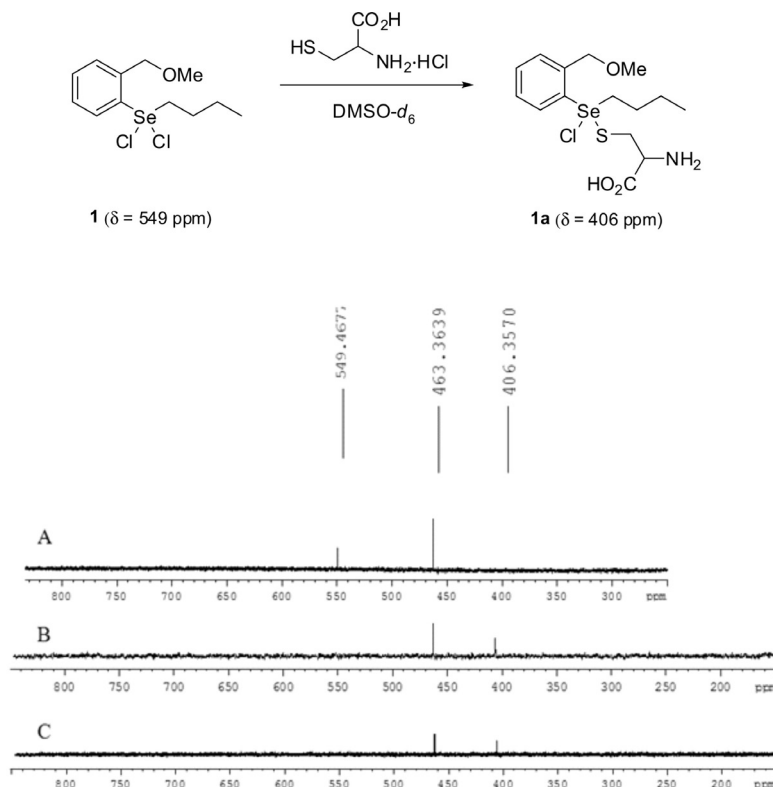 CO₂H
HS
NH₂·HCl
DMSO-d₆
OMe
Se
Cl Cl
1 (δ = 549 ppm)
OMe
Se
Cl S
NH₂
HO₂C
1a (δ = 406 ppm)
549.4677
463.3639
406.3570
A
800 750 700 650 600 550 500 450 400 350 300 ppm
B
800 750 700 650 600 550 500 450 400 350 300 250 200 ppm
C
800 750 700 650 600 550 500 450 400 350 300 250 200 ppm